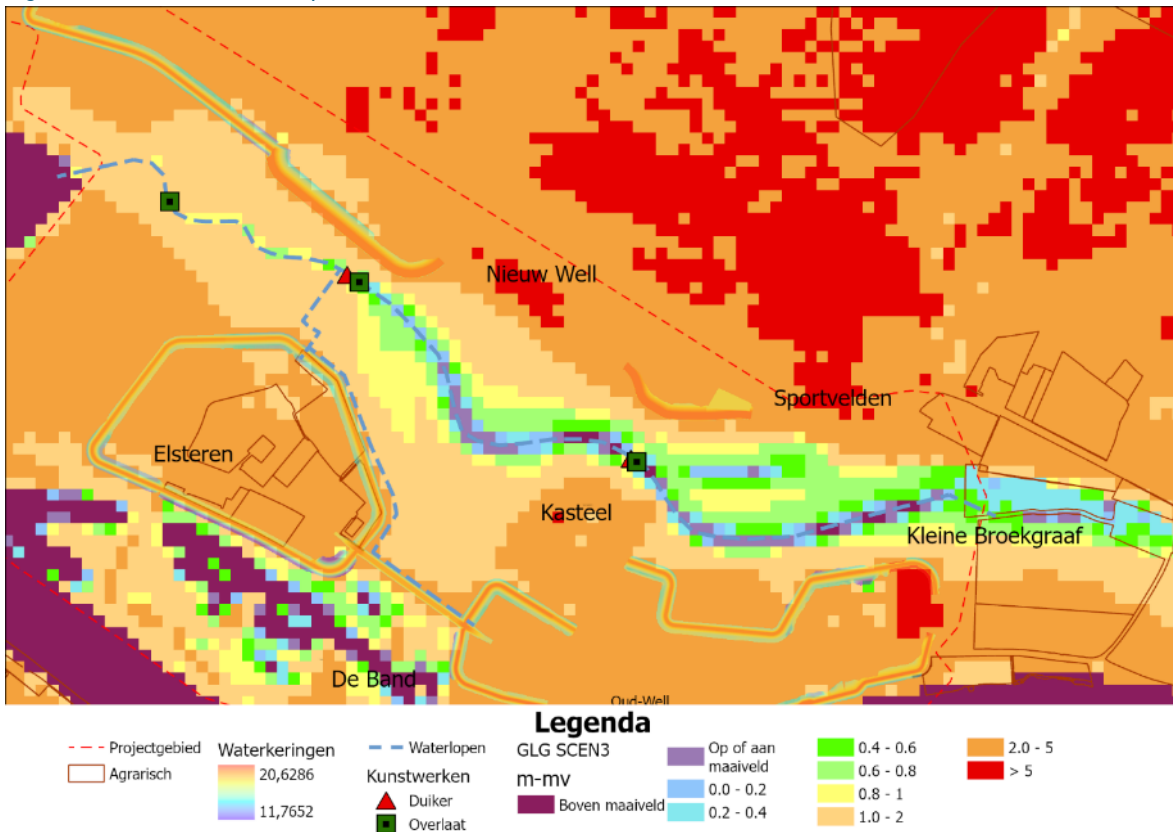 Nieuw Well
Sportvelden
Elsteren
Kasteel
Kleine Broekgraaf
De Band
Oud-Well
Legenda
Projectgebied
Agrarisch
Waterkeringen
20,6286
11,7652
Waterlopen
Kunstwerken
Duiker
Overlaat
GLG SCEN3
m-mv
Boven maaiveld
Op of aan
maaiveld
0.0 - 0.2
0.2 - 0.4
0.4 - 0.6
0.6 - 0.8
0.8 - 1
1.0 - 2
2.0 - 5
> 5